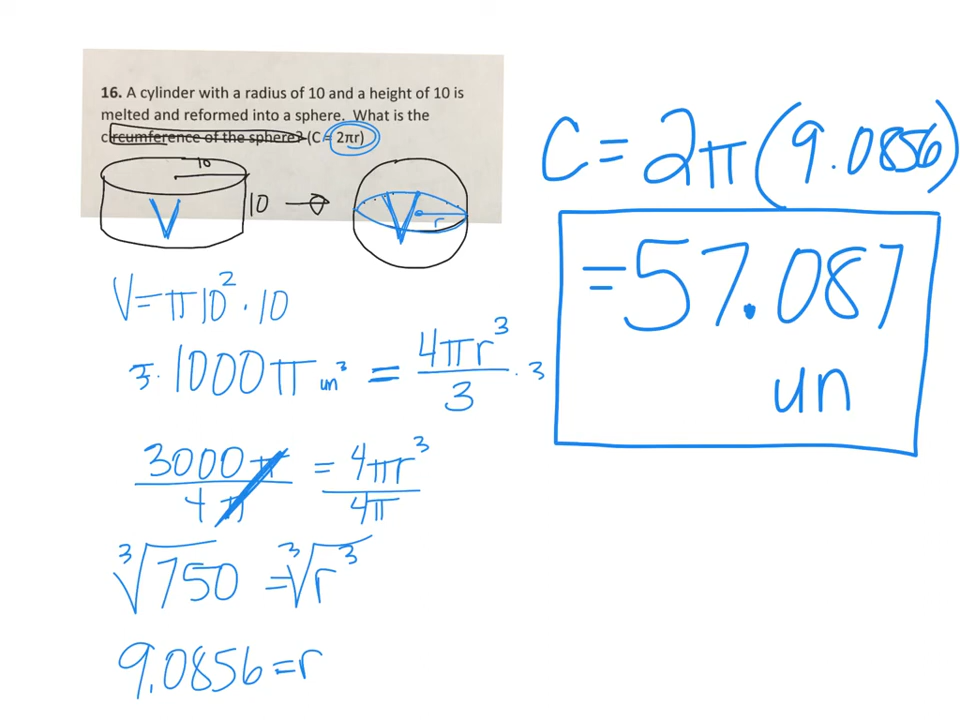 16. A cylinder with a radius of 10 and a height of 10 is
melted and reformed into a sphere. What is the
circumference of the sphere? (C = 2πr)
10
V
10 →
V
r
V = π10² · 10
3 · 1000π un³ = 4πr³/3 · 3
3000π/4π = 4πr³/4π
∛750 = ∛r³
9.0856 = r
C = 2π(9.0856)
= 57.087
un